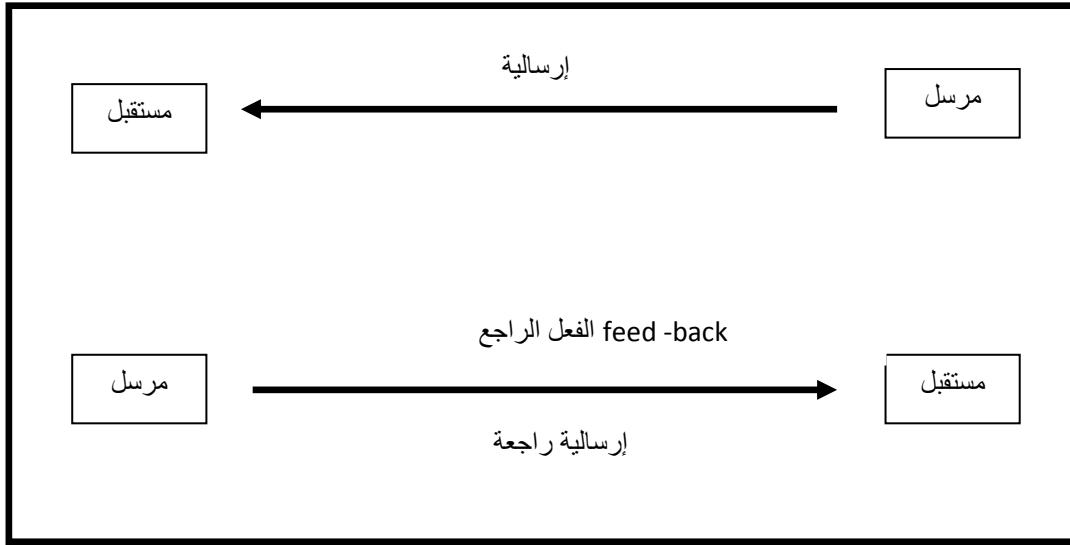 إرسالية
مرسل
مستقبل
الفعل الراجع feed -back
مستقبل
مرسل
إرسالية راجعة